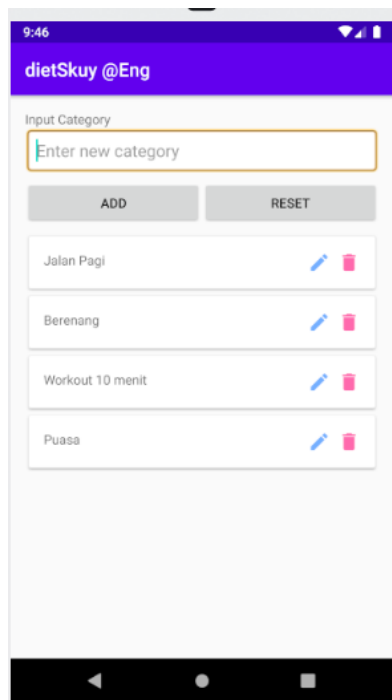 9:46
dietSkuy @Eng
Input Category
Enter new category
ADD RESET
Jalan Pagi
Berenang
Workout 10 menit
Puasa